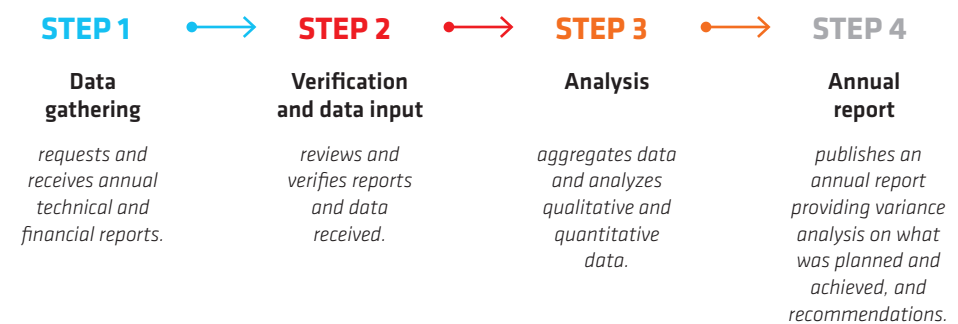 STEP 1
Data
gathering
requests and
receives annual
technical and
financial reports.
STEP 2
Verification
and data input
reviews and
verifies reports
and data
received.
STEP 3
Analysis
aggregates data
and analyzes
qualitative and
quantitative
data.
STEP 4
Annual
report
publishes an
annual report
providing variance
analysis on what
was planned and
achieved, and
recommendations.